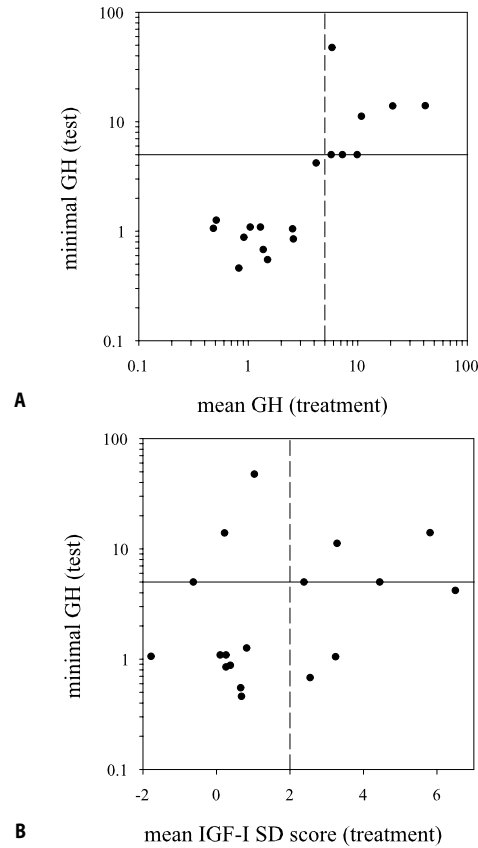 100
10
1
0.1
minimal GH (test)
0.1 1 10 100
mean GH (treatment)
A
100
10
1
0.1
minimal GH (test)
-2 0 2 4 6
mean IGF-I SD score (treatment)
B